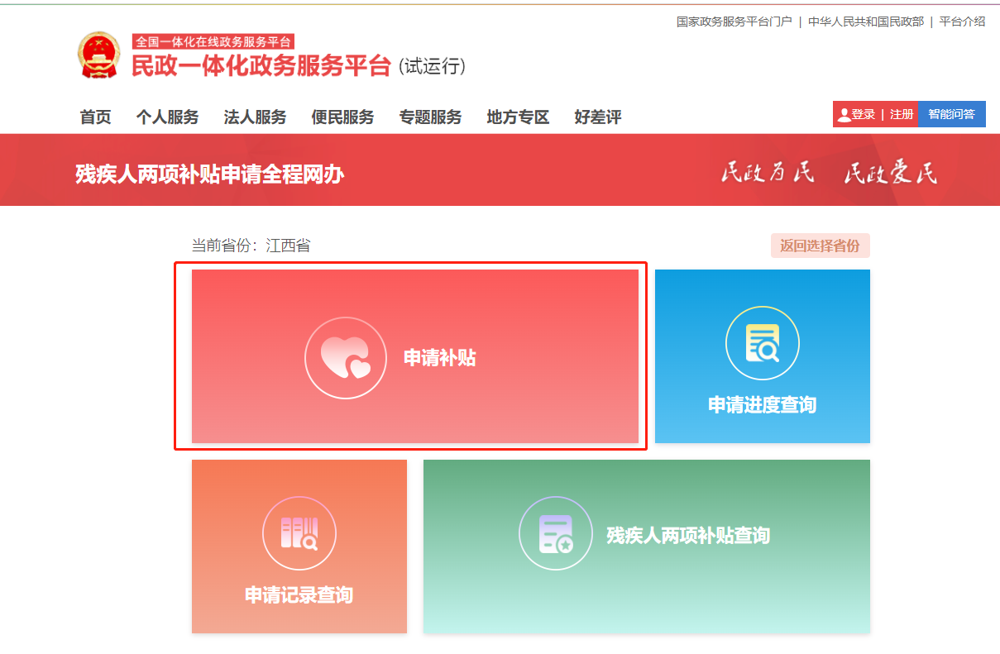 国家政务服务平台门户 | 中华人民共和国民政部 | 平台介绍
全国一体化在线政务服务平台
民政一体化政务服务平台 (试运行)
首页 个人服务 法人服务 便民服务 专题服务 地方专区 好差评
登录 | 注册 智能问答
残疾人两项补贴申请全程网办
民政为民 民政爱民
当前省份：江西省
返回选择省份
申请补贴
申请进度查询
申请记录查询
残疾人两项补贴查询